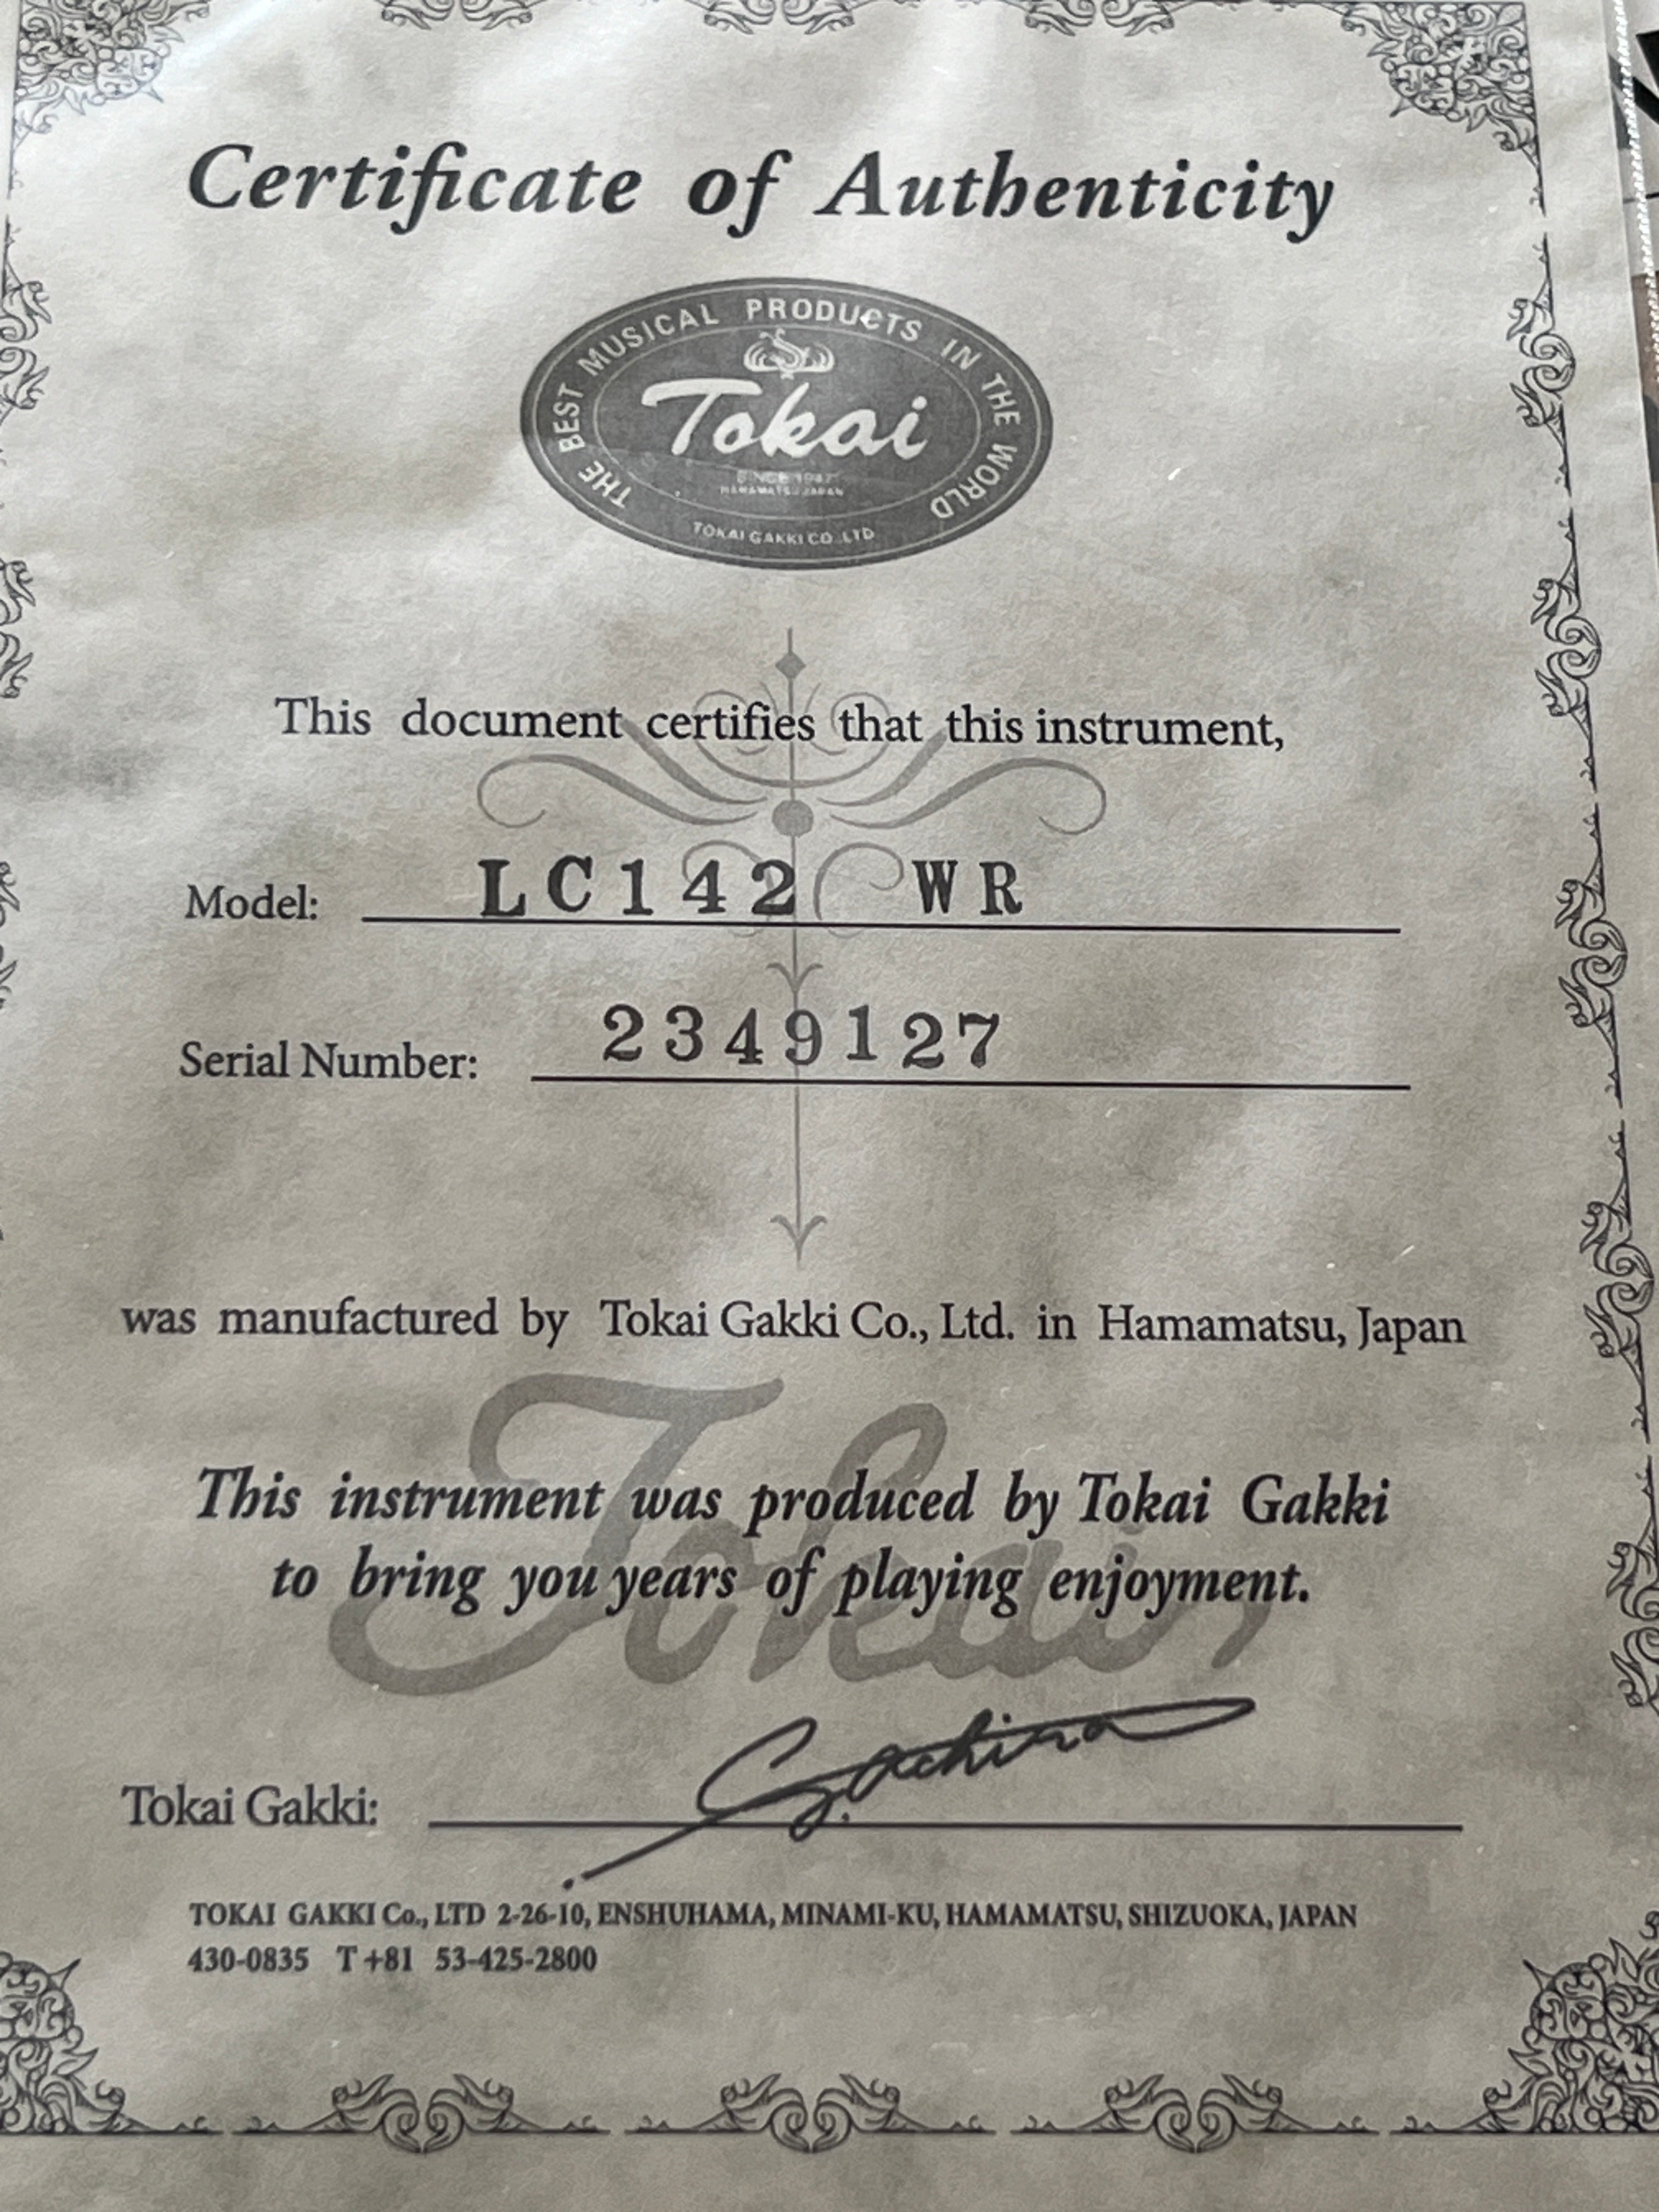 Certificate of Authenticity
THE BEST MUSICAL PRODUCTS IN THE WORLD
Tokai
SINCE 1947
HAMAMATSU JAPAN
TOKAI GAKKI CO.,LTD
This document certifies that this instrument,
Model: LC142 WR
Serial Number: 2349127
was manufactured by Tokai Gakki Co., Ltd. in Hamamatsu, Japan
Tokai
This instrument was produced by Tokai Gakki
to bring you years of playing enjoyment.
Tokai Gakki:
TOKAI GAKKI Co., LTD 2-26-10, ENSHUHAMA, MINAMI-KU, HAMAMATSU, SHIZUOKA, JAPAN
430-0835 T +81 53-425-2800